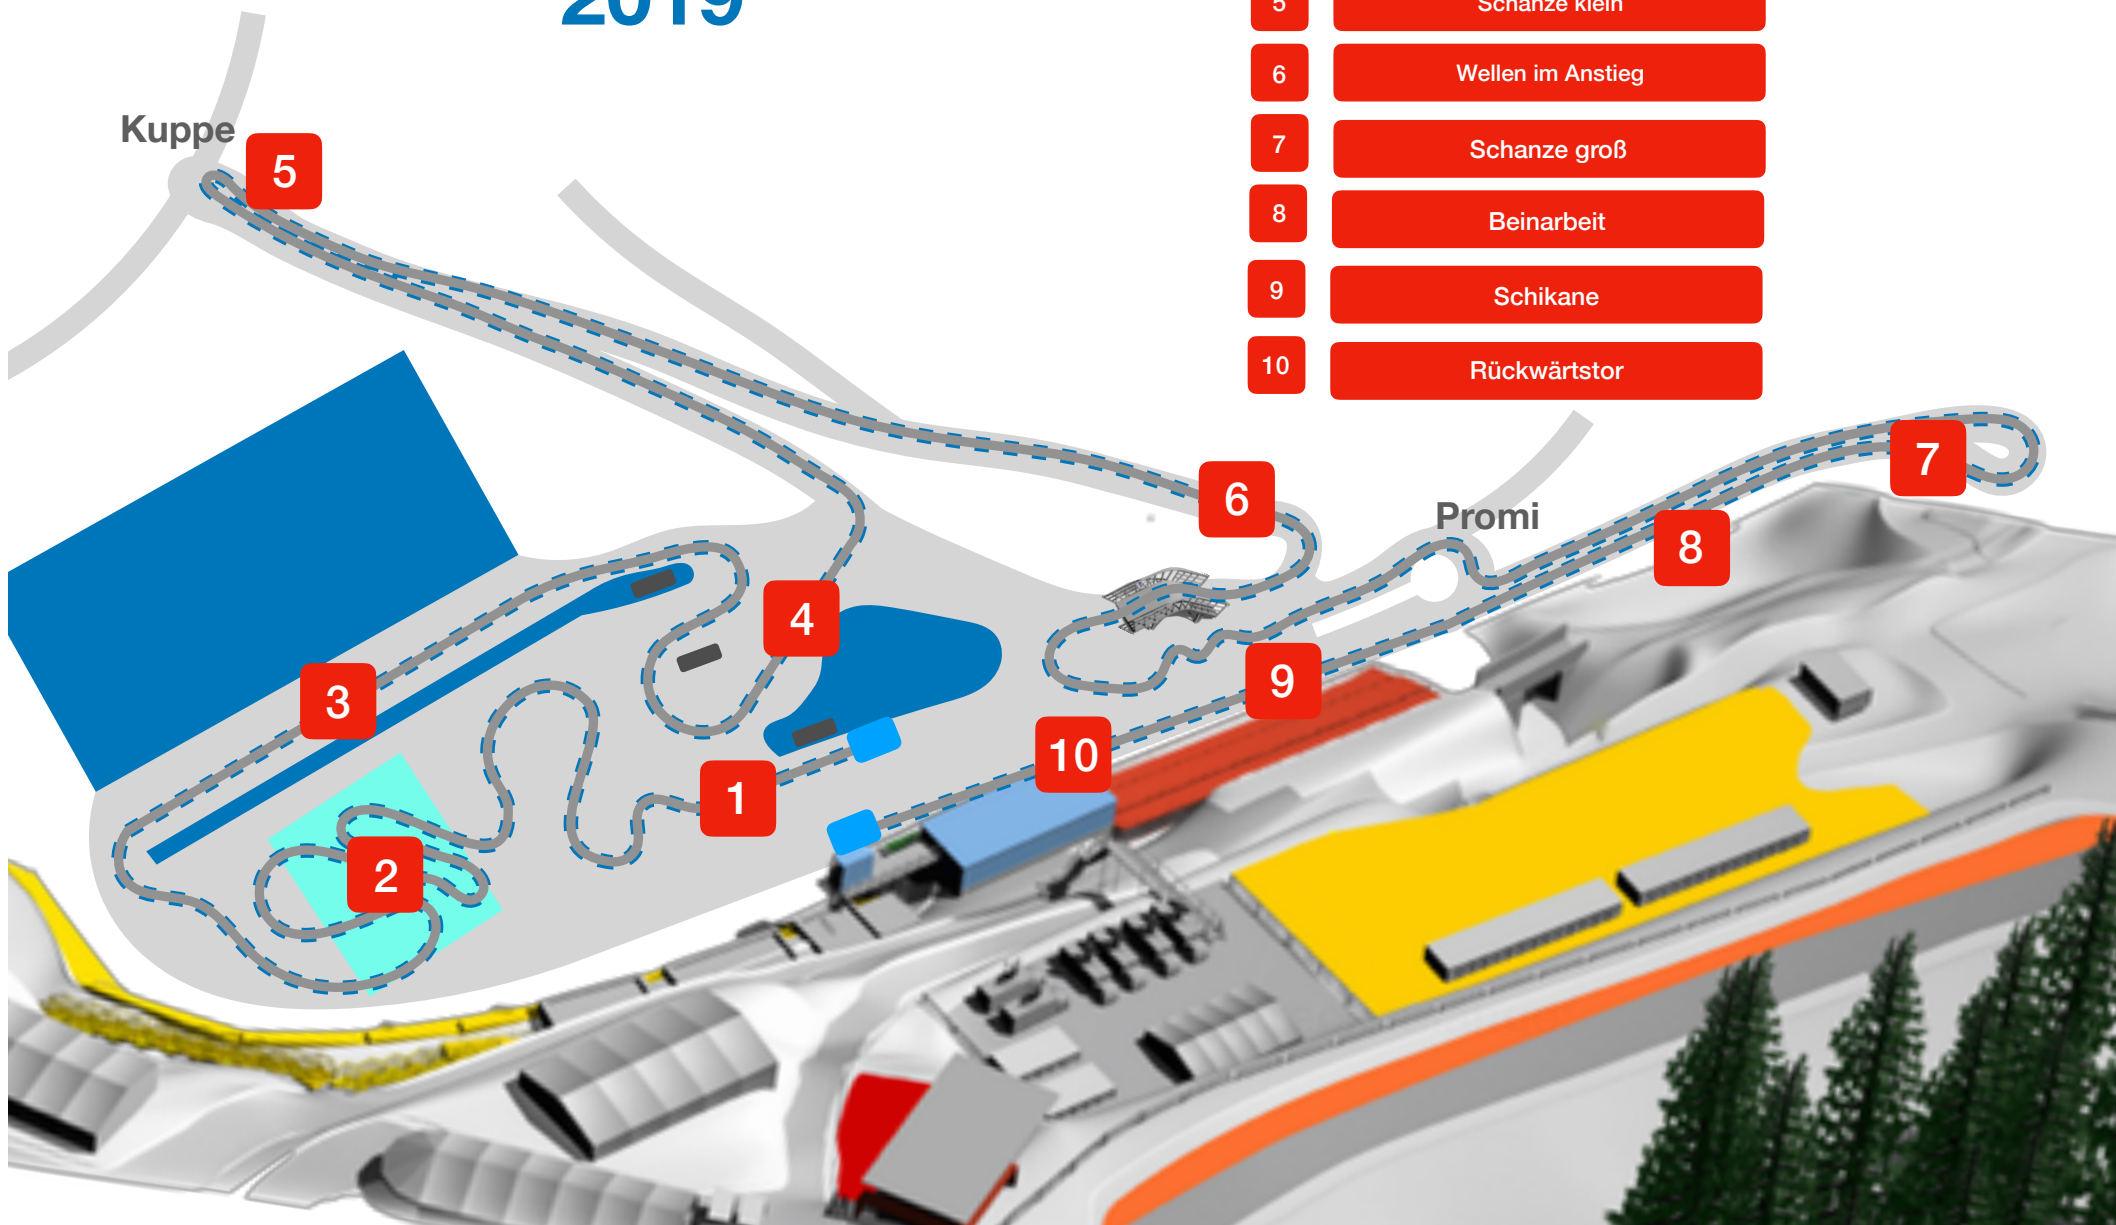 2019
5 Schanze klein
6 Wellen im Anstieg
7 Schanze groß
8 Beinarbeit
9 Schikane
10 Rückwärtstor
Kuppe
5
6
7
Promi
8
4
3
9
10
1
2